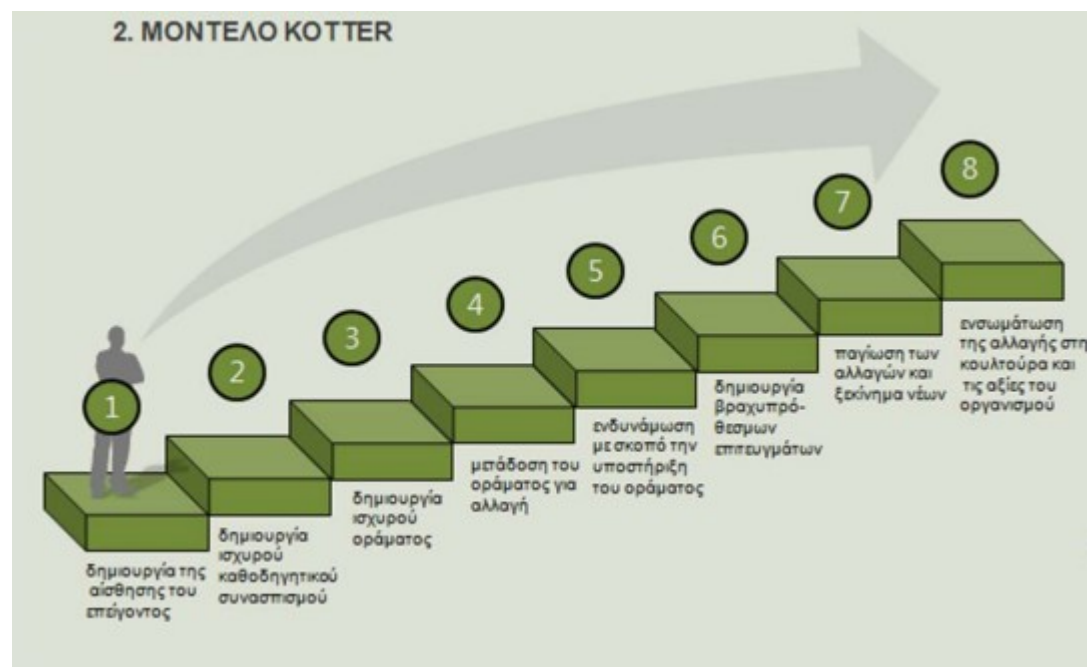 2. ΜΟΝΤΕΛΟ KOTTER
1
δημιουργία της
αίσθησης του
επείγοντος
2
δημιουργία
ισχυρού
καθοδηγητικού
συνασπισμού
3
δημιουργία
ισχυρού
οράματος
4
μετάδοση του
οράματος για
αλλαγή
5
ενδυνάμωση
με σκοπό την
υποστήριξη
του οράματος
6
δημιουργία
βραχυπρό-
θεσμων
επιτευγμάτων
7
παγίωση των
αλλαγών και
ξεκίνημα νέων
8
ενσωμάτωση
της αλλαγής στη
κουλτούρα και
τις αξίες του
οργανισμού